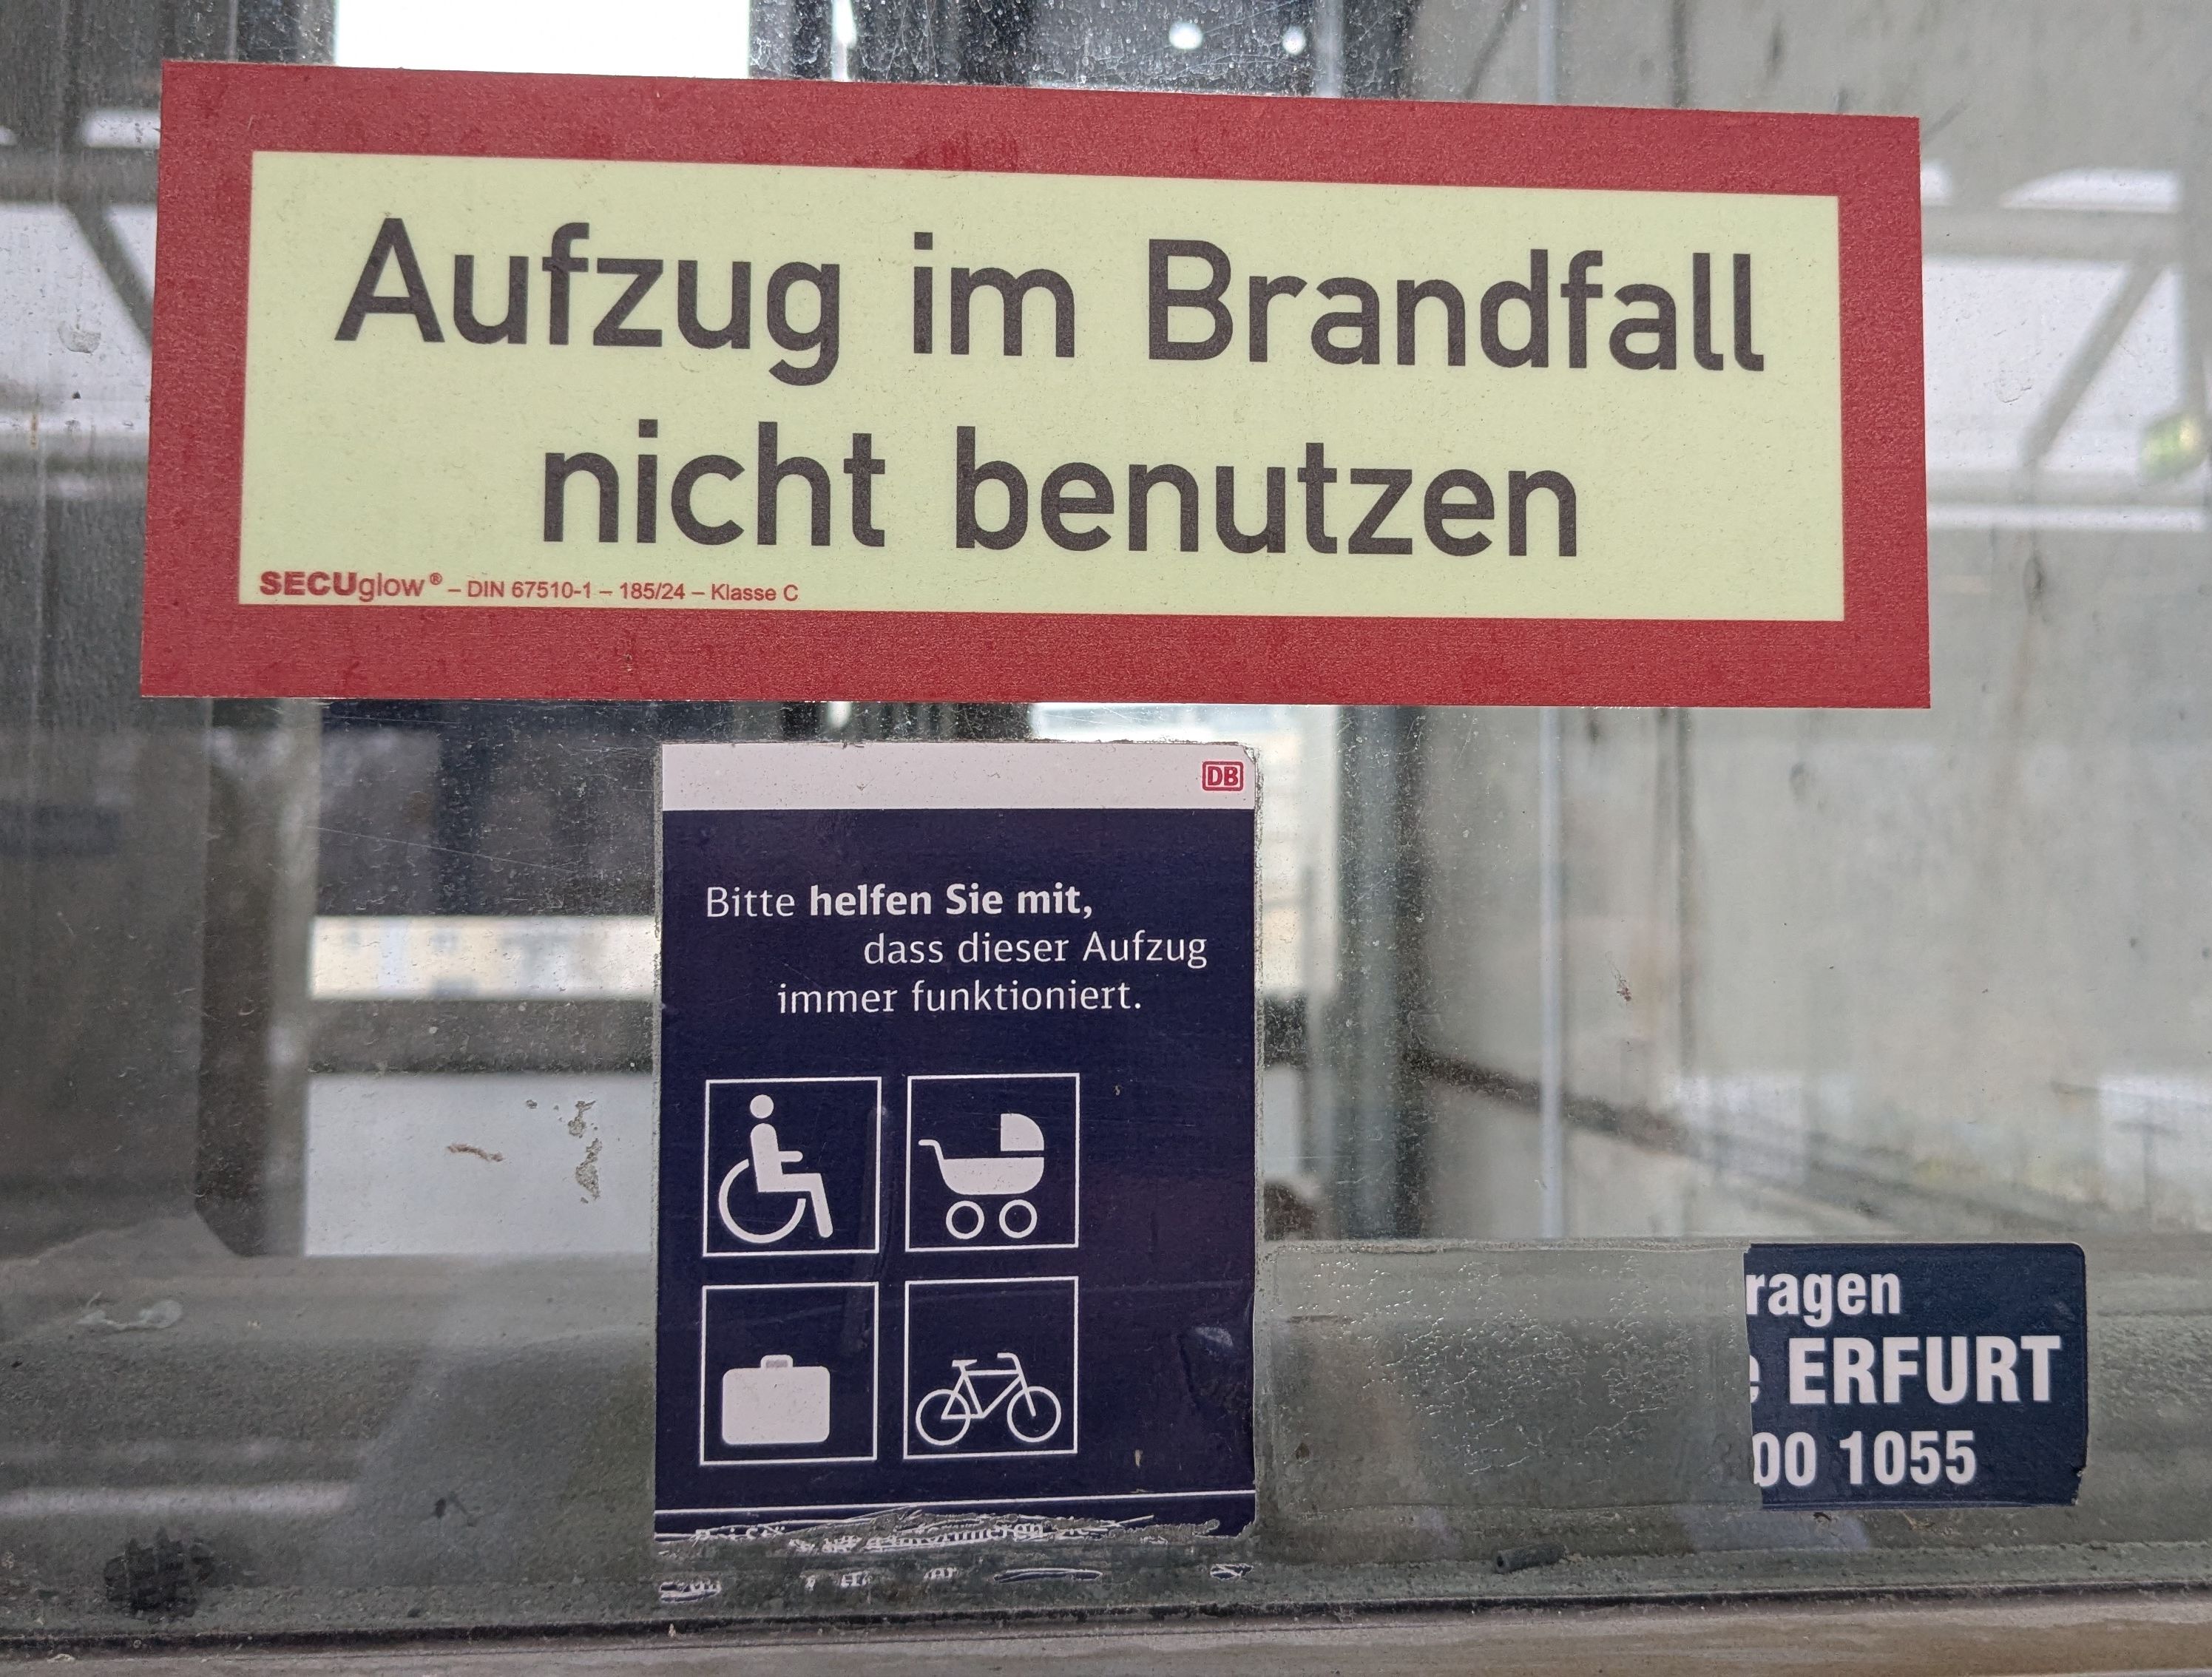 Aufzug im Brandfall
nicht benutzen
SECUglow® – DIN 67510-1 – 185/24 – Klasse C
DB
Bitte helfen Sie mit,
dass dieser Aufzug
immer funktioniert.
ragen
e ERFURT
00 1055